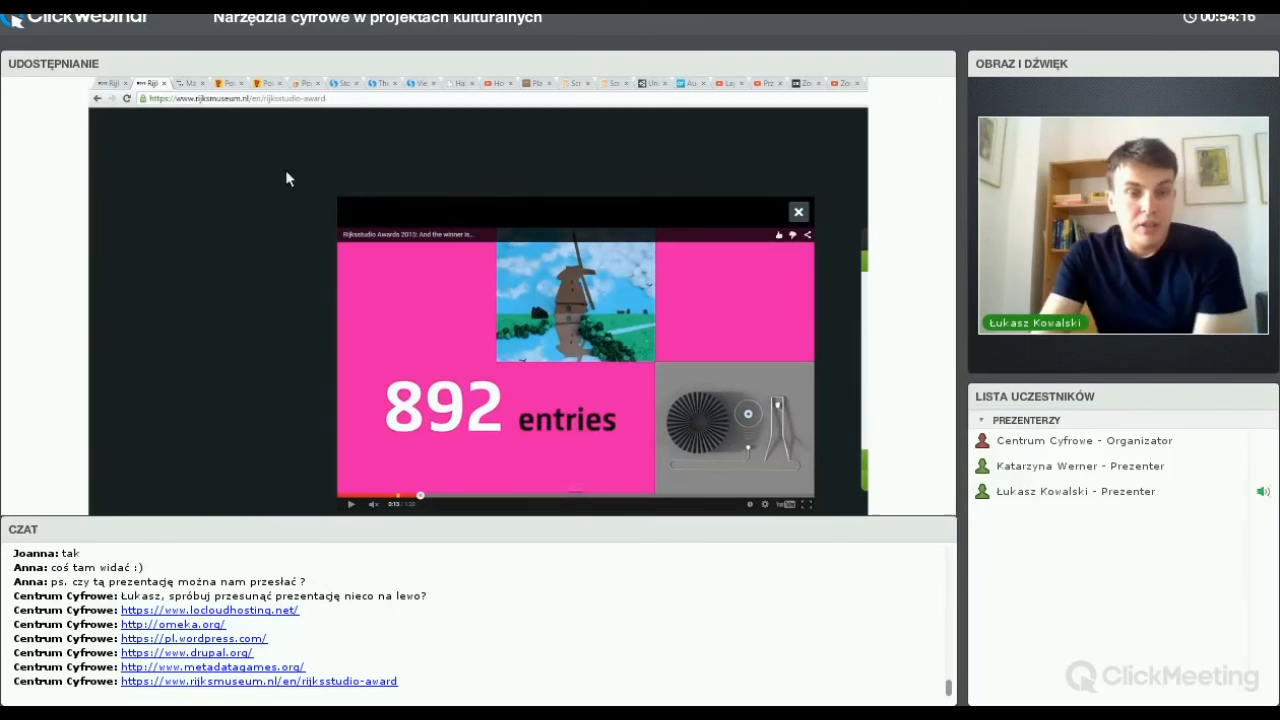 ClickWebinar
Narzędzia cyfrowe w projektach kulturalnych
00:54:16
UDOSTĘPNIANIE
https://www.rijksmuseum.nl/en/rijksstudio-award
Rijksstudio Awards 2015: And the winner is...
892 entries
0:13 / 1:20
CZAT
Joanna: tak
Anna: coś tam widać :)
Anna: ps. czy tą prezentację można nam przesłać ?
Centrum Cyfrowe: Łukasz, spróbuj przesunąć prezentację nieco na lewo?
Centrum Cyfrowe: https://www.locloudhosting.net/
Centrum Cyfrowe: http://omeka.org/
Centrum Cyfrowe: https://pl.wordpress.com/
Centrum Cyfrowe: https://www.drupal.org/
Centrum Cyfrowe: http://www.metadatagames.org/
Centrum Cyfrowe: https://www.rijksmuseum.nl/en/rijksstudio-award
OBRAZ I DŹWIĘK
Łukasz Kowalski
LISTA UCZESTNIKÓW
PREZENTERZY
Centrum Cyfrowe - Organizator
Katarzyna Werner - Prezenter
Łukasz Kowalski - Prezenter
ClickMeeting